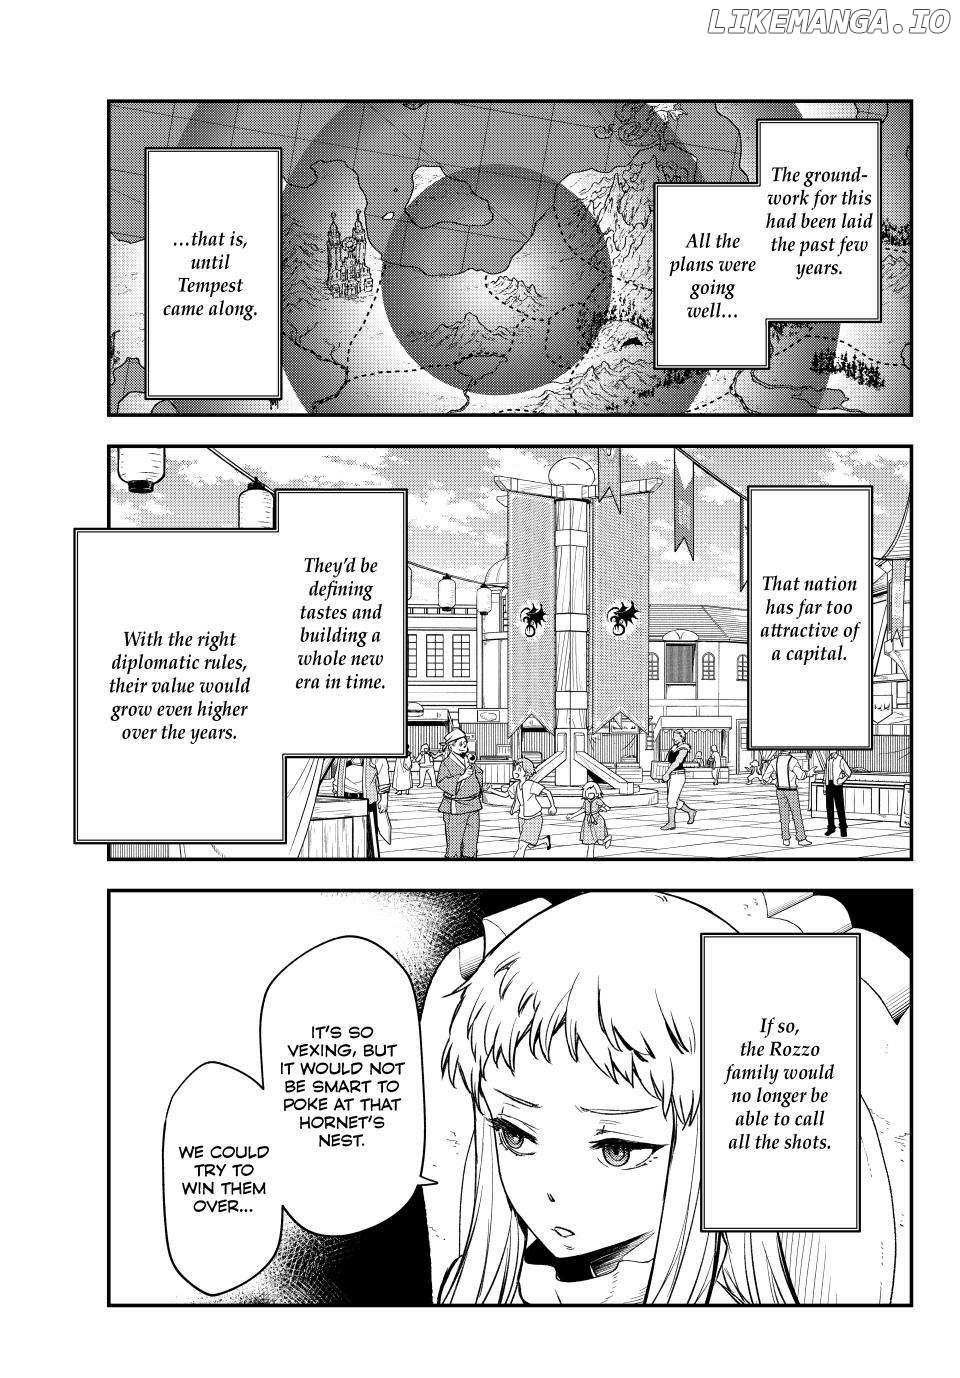 LIKEMANGA.IO
The ground-
work for this
had been laid
the past few
years.
All the
plans were
going
well...
...that is,
until
Tempest
came along.
That nation
has far too
attractive of
a capital.
They'd be
defining
tastes and
building a
whole new
era in time.
With the right
diplomatic rules,
their value would
grow even higher
over the years.
If so,
the Rozzo
family would
no longer be
able to call
all the shots.
IT'S SO
VEXING, BUT
IT WOULD NOT
BE SMART TO
POKE AT THAT
HORNET'S
NEST.
WE COULD
TRY TO
WIN THEM
OVER...